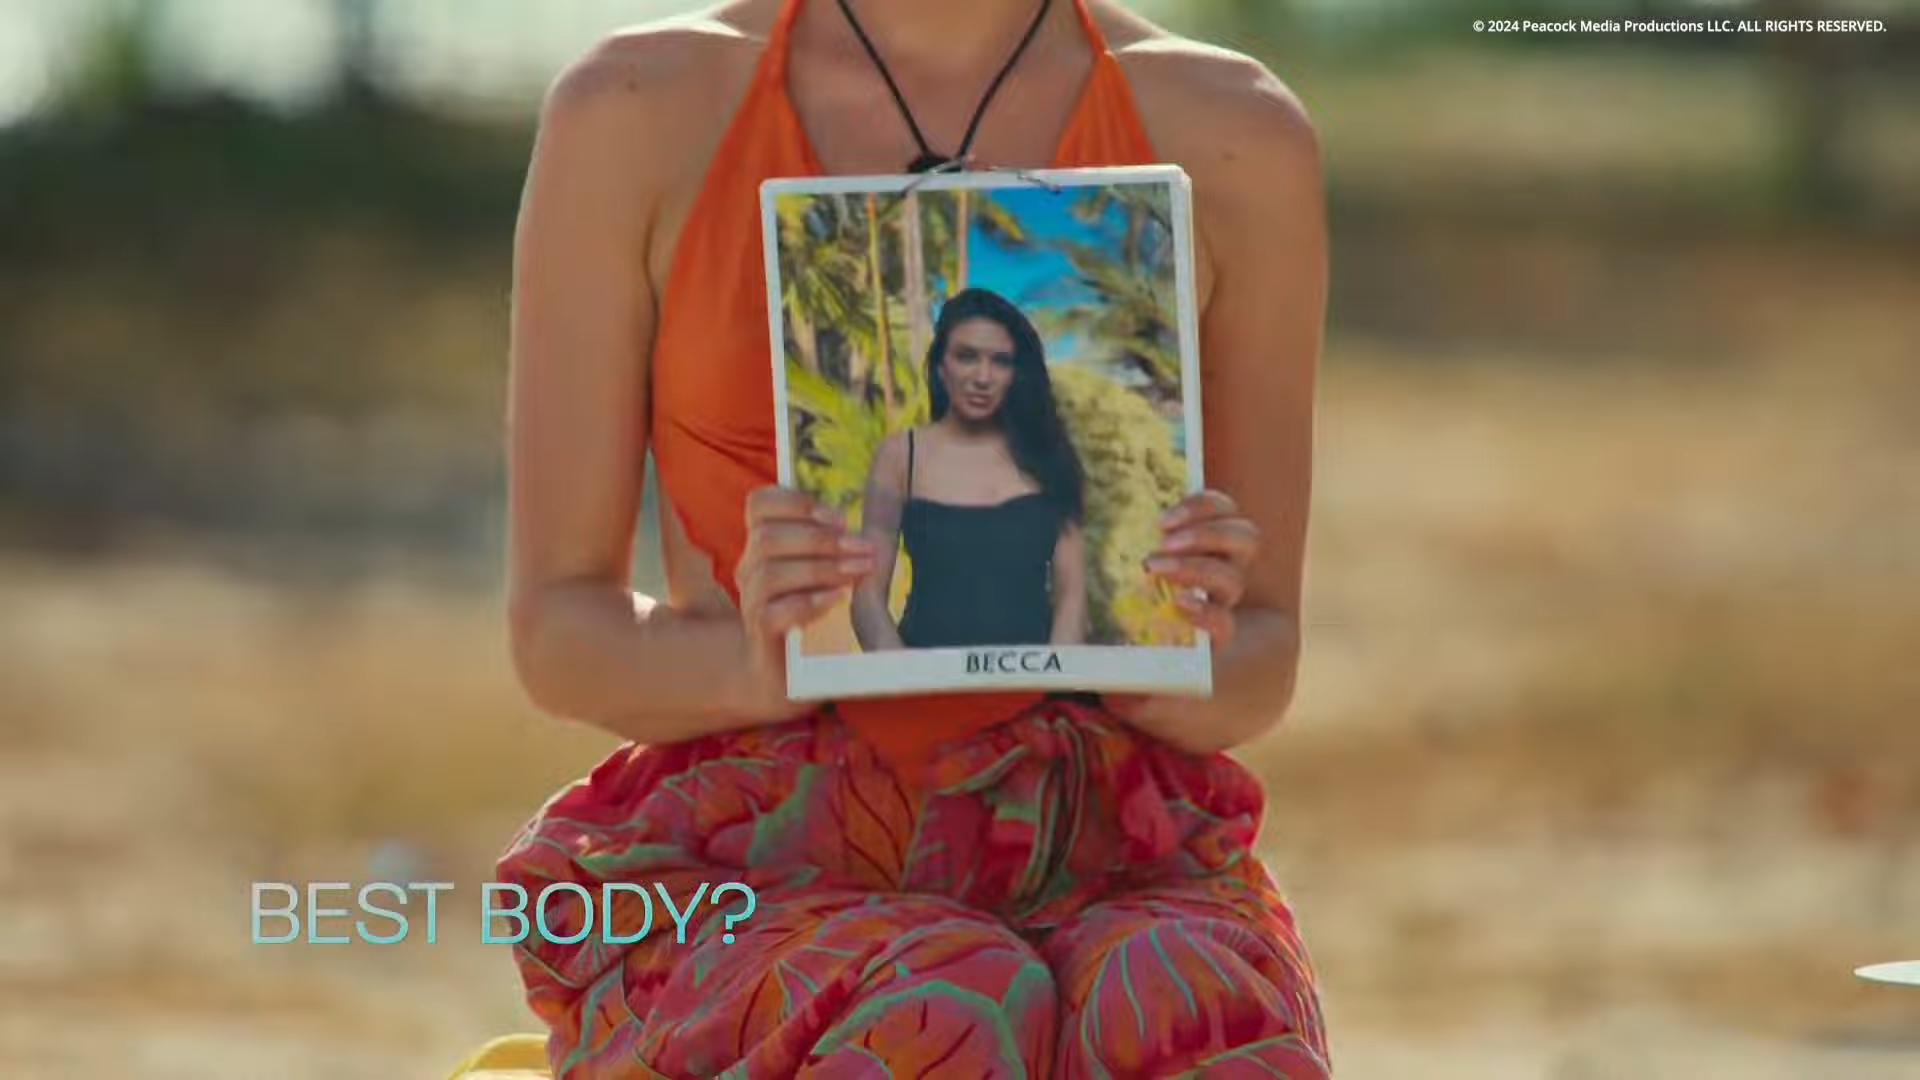 © 2024 Peacock Media Productions LLC. ALL RIGHTS RESERVED.
BECCA
BEST BODY?